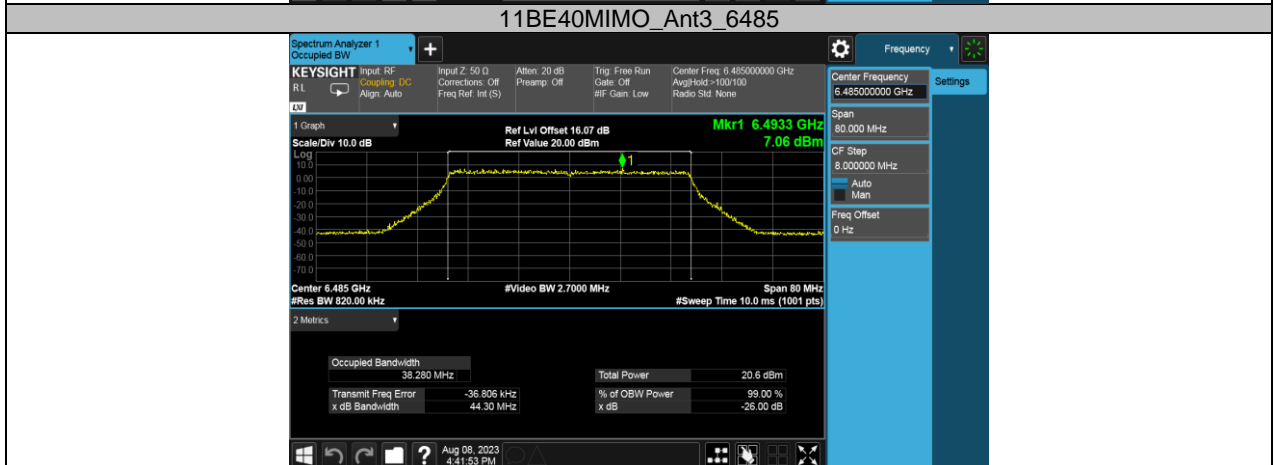 11BE40MIMO_Ant3_6485
Spectrum Analyzer 1
Occupied BW
+
Frequency
KEYSIGHT
Input: RF
Input Z: 50 Ω
Atten: 20 dB
Trig: Free Run
Center Freq: 6.485000000 GHz
R L
Coupling: DC
Corrections: Off
Preamp: Off
Gate: Off
Avg|Hold:>100/100
Align: Auto
Freq Ref: Int (S)
#IF Gain: Low
Radio Std: None
LXI
Center Frequency
6.485000000 GHz
Settings
Span
80.000 MHz
CF Step
8.000000 MHz
Auto
Man
Freq Offset
0 Hz
1 Graph
Ref Lvl Offset 16.07 dB
Mkr1 6.4933 GHz
Scale/Div 10.0 dB
Ref Value 20.00 dBm
7.06 dBm
Log
1
10.0
0.00
-10.0
-20.0
-30.0
-40.0
-50.0
-60.0
-70.0
Center 6.485 GHz
#Video BW 2.7000 MHz
Span 80 MHz
#Res BW 820.00 kHz
#Sweep Time 10.0 ms (1001 pts)
2 Metrics
Occupied Bandwidth
38.280 MHz
Total Power
20.6 dBm
Transmit Freq Error
-36.806 kHz
% of OBW Power
99.00 %
x dB Bandwidth
44.30 MHz
x dB
-26.00 dB
?
Aug 08, 2023
4:41:53 PM